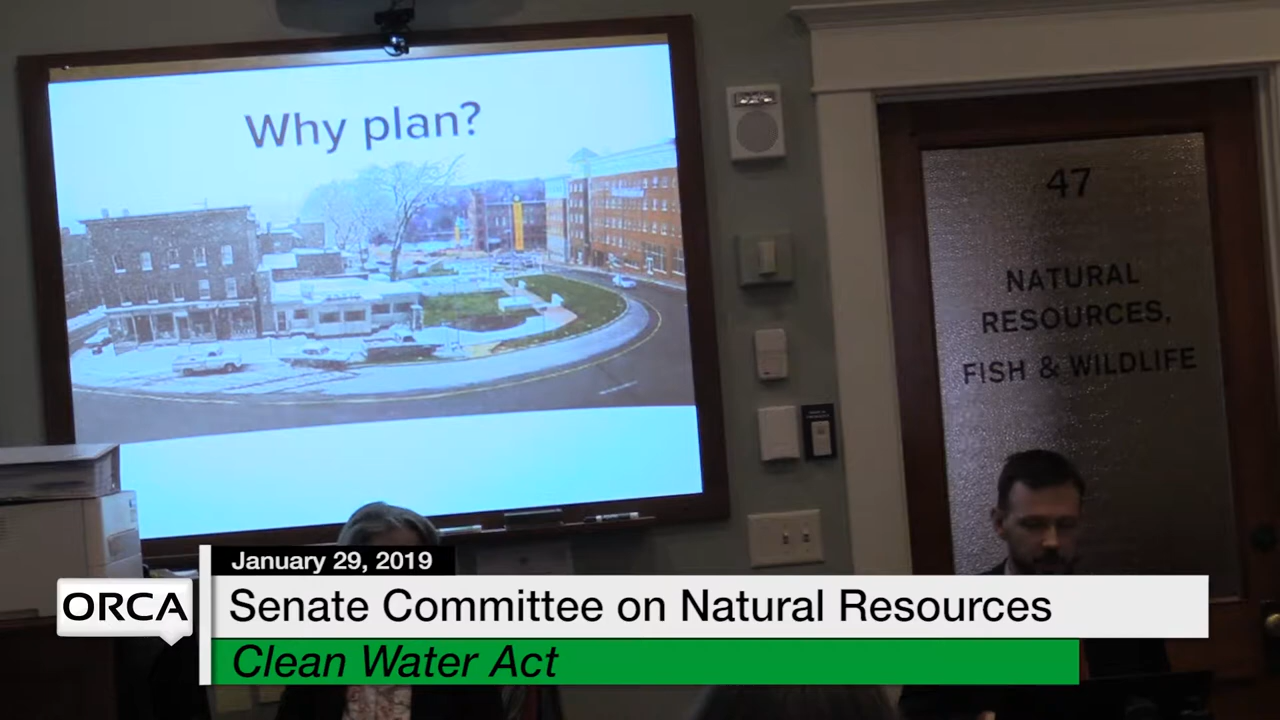 Why plan?
47
NATURAL
RESOURCES,
FISH & WILDLIFE
January 29, 2019
ORCA
Senate Committee on Natural Resources
Clean Water Act